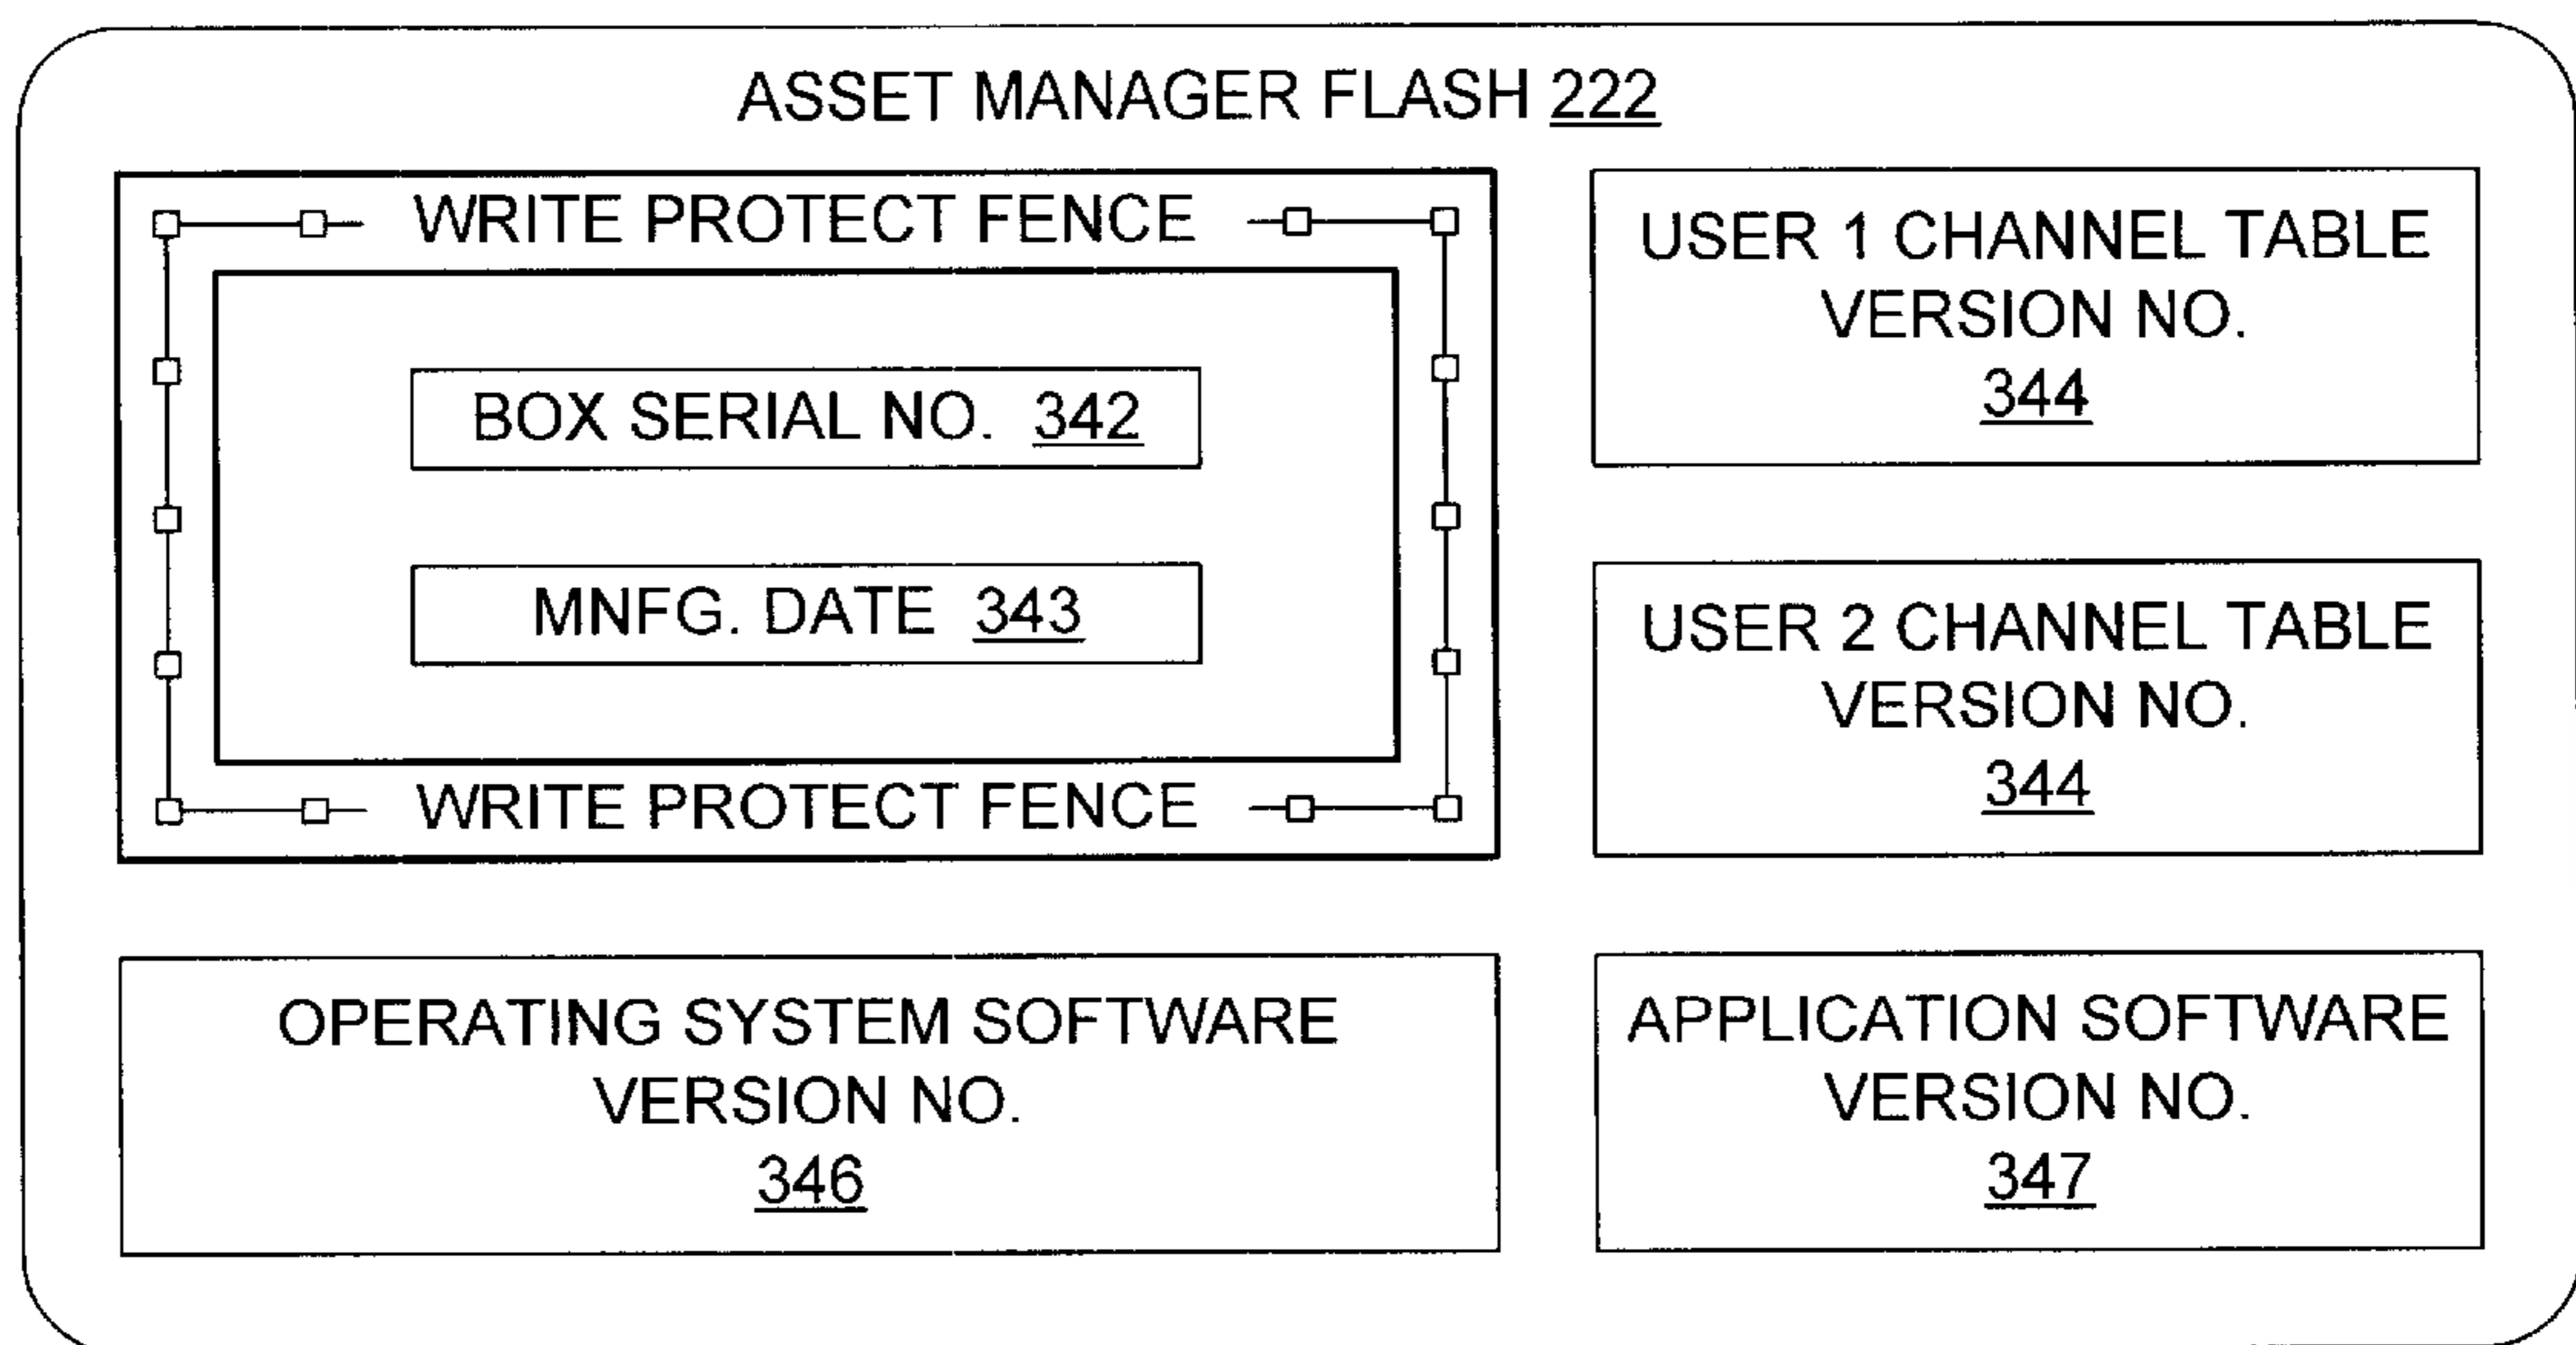 ASSET MANAGER FLASH 222
WRITE PROTECT FENCE
BOX SERIAL NO. 342
MNFG. DATE 343
WRITE PROTECT FENCE
USER 1 CHANNEL TABLE
VERSION NO.
344
USER 2 CHANNEL TABLE
VERSION NO.
344
OPERATING SYSTEM SOFTWARE
VERSION NO.
346
APPLICATION SOFTWARE
VERSION NO.
347